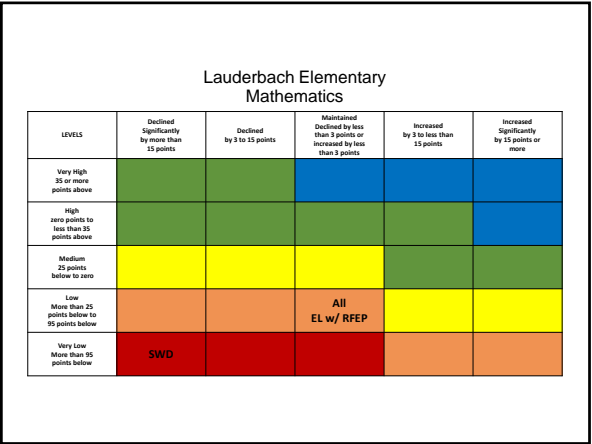 Lauderbach Elementary
Mathematics
LEVELS
Declined
Significantly
by more than
15 points
Declined
by 3 to 15 points
Maintained
Declined by less
than 3 points or
increased by less
than 3 points
Increased
by 3 to less than
15 points
Increased
Significantly
by 15 points or
more
Very High
35 or more
points above
High
zero points to
less than 35
points above
Medium
25 points
below to zero
Low
More than 25
points below to
95 points below
All
EL w/ RFEP
Very Low
More than 95
points below
SWD